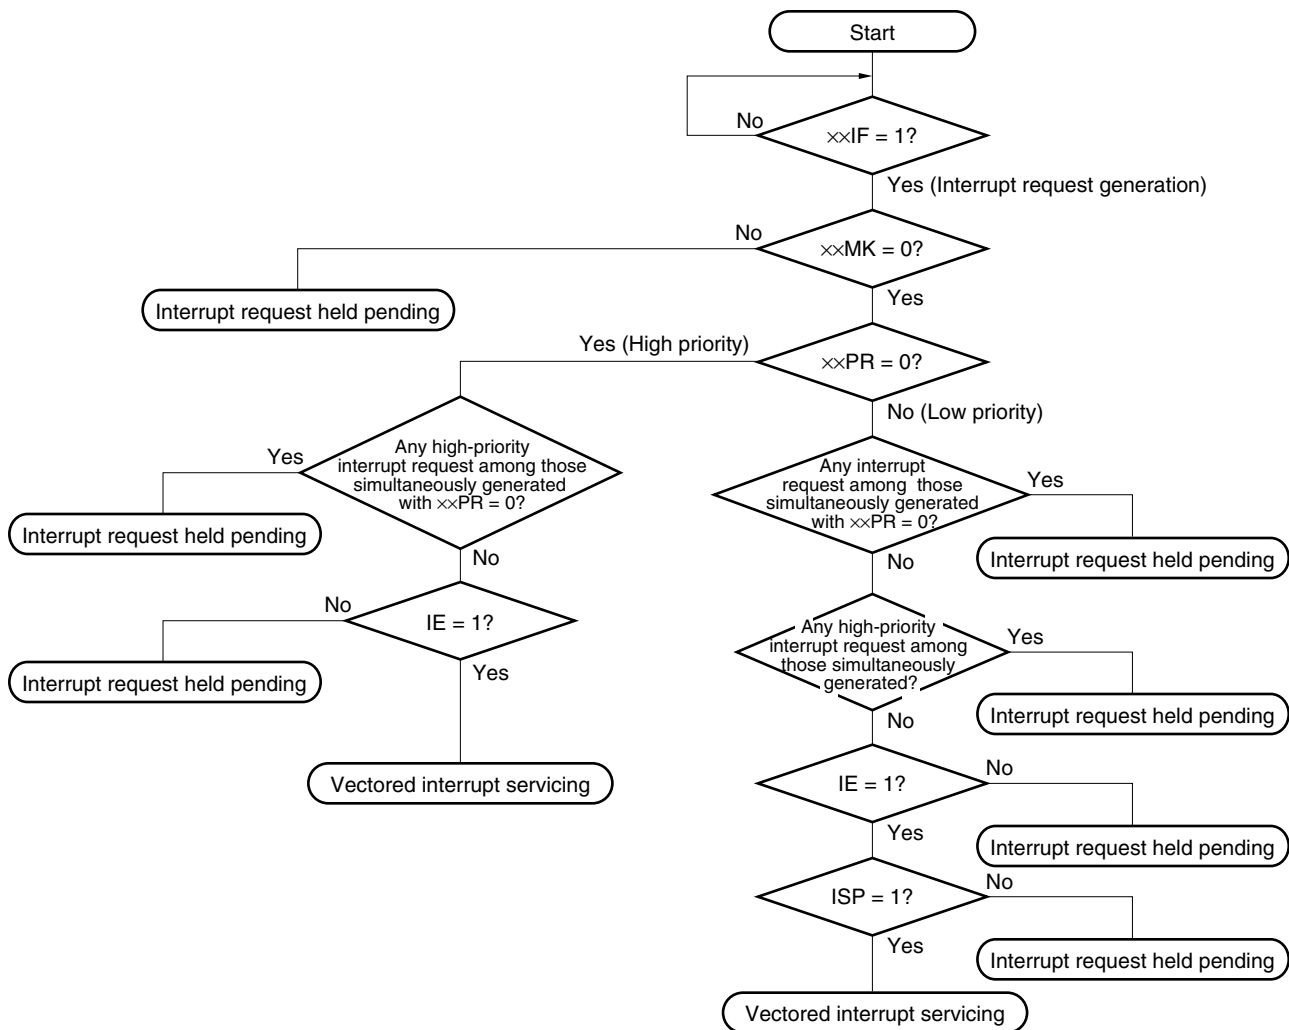 Start
No
××IF = 1?
Yes (Interrupt request generation)
No
××MK = 0?
Interrupt request held pending
Yes
Yes (High priority)
××PR = 0?
No (Low priority)
Yes
Any high-priority
interrupt request among those
simultaneously generated
with ××PR = 0?
Any interrupt
request among those
simultaneously generated
with ××PR = 0?
Yes
Interrupt request held pending
Interrupt request held pending
No
No
No
IE = 1?
Any high-priority
interrupt request among
those simultaneously
generated?
Yes
Yes
Interrupt request held pending
Interrupt request held pending
No
Vectored interrupt servicing
IE = 1?
No
Yes
Interrupt request held pending
ISP = 1?
No
Yes
Interrupt request held pending
Vectored interrupt servicing